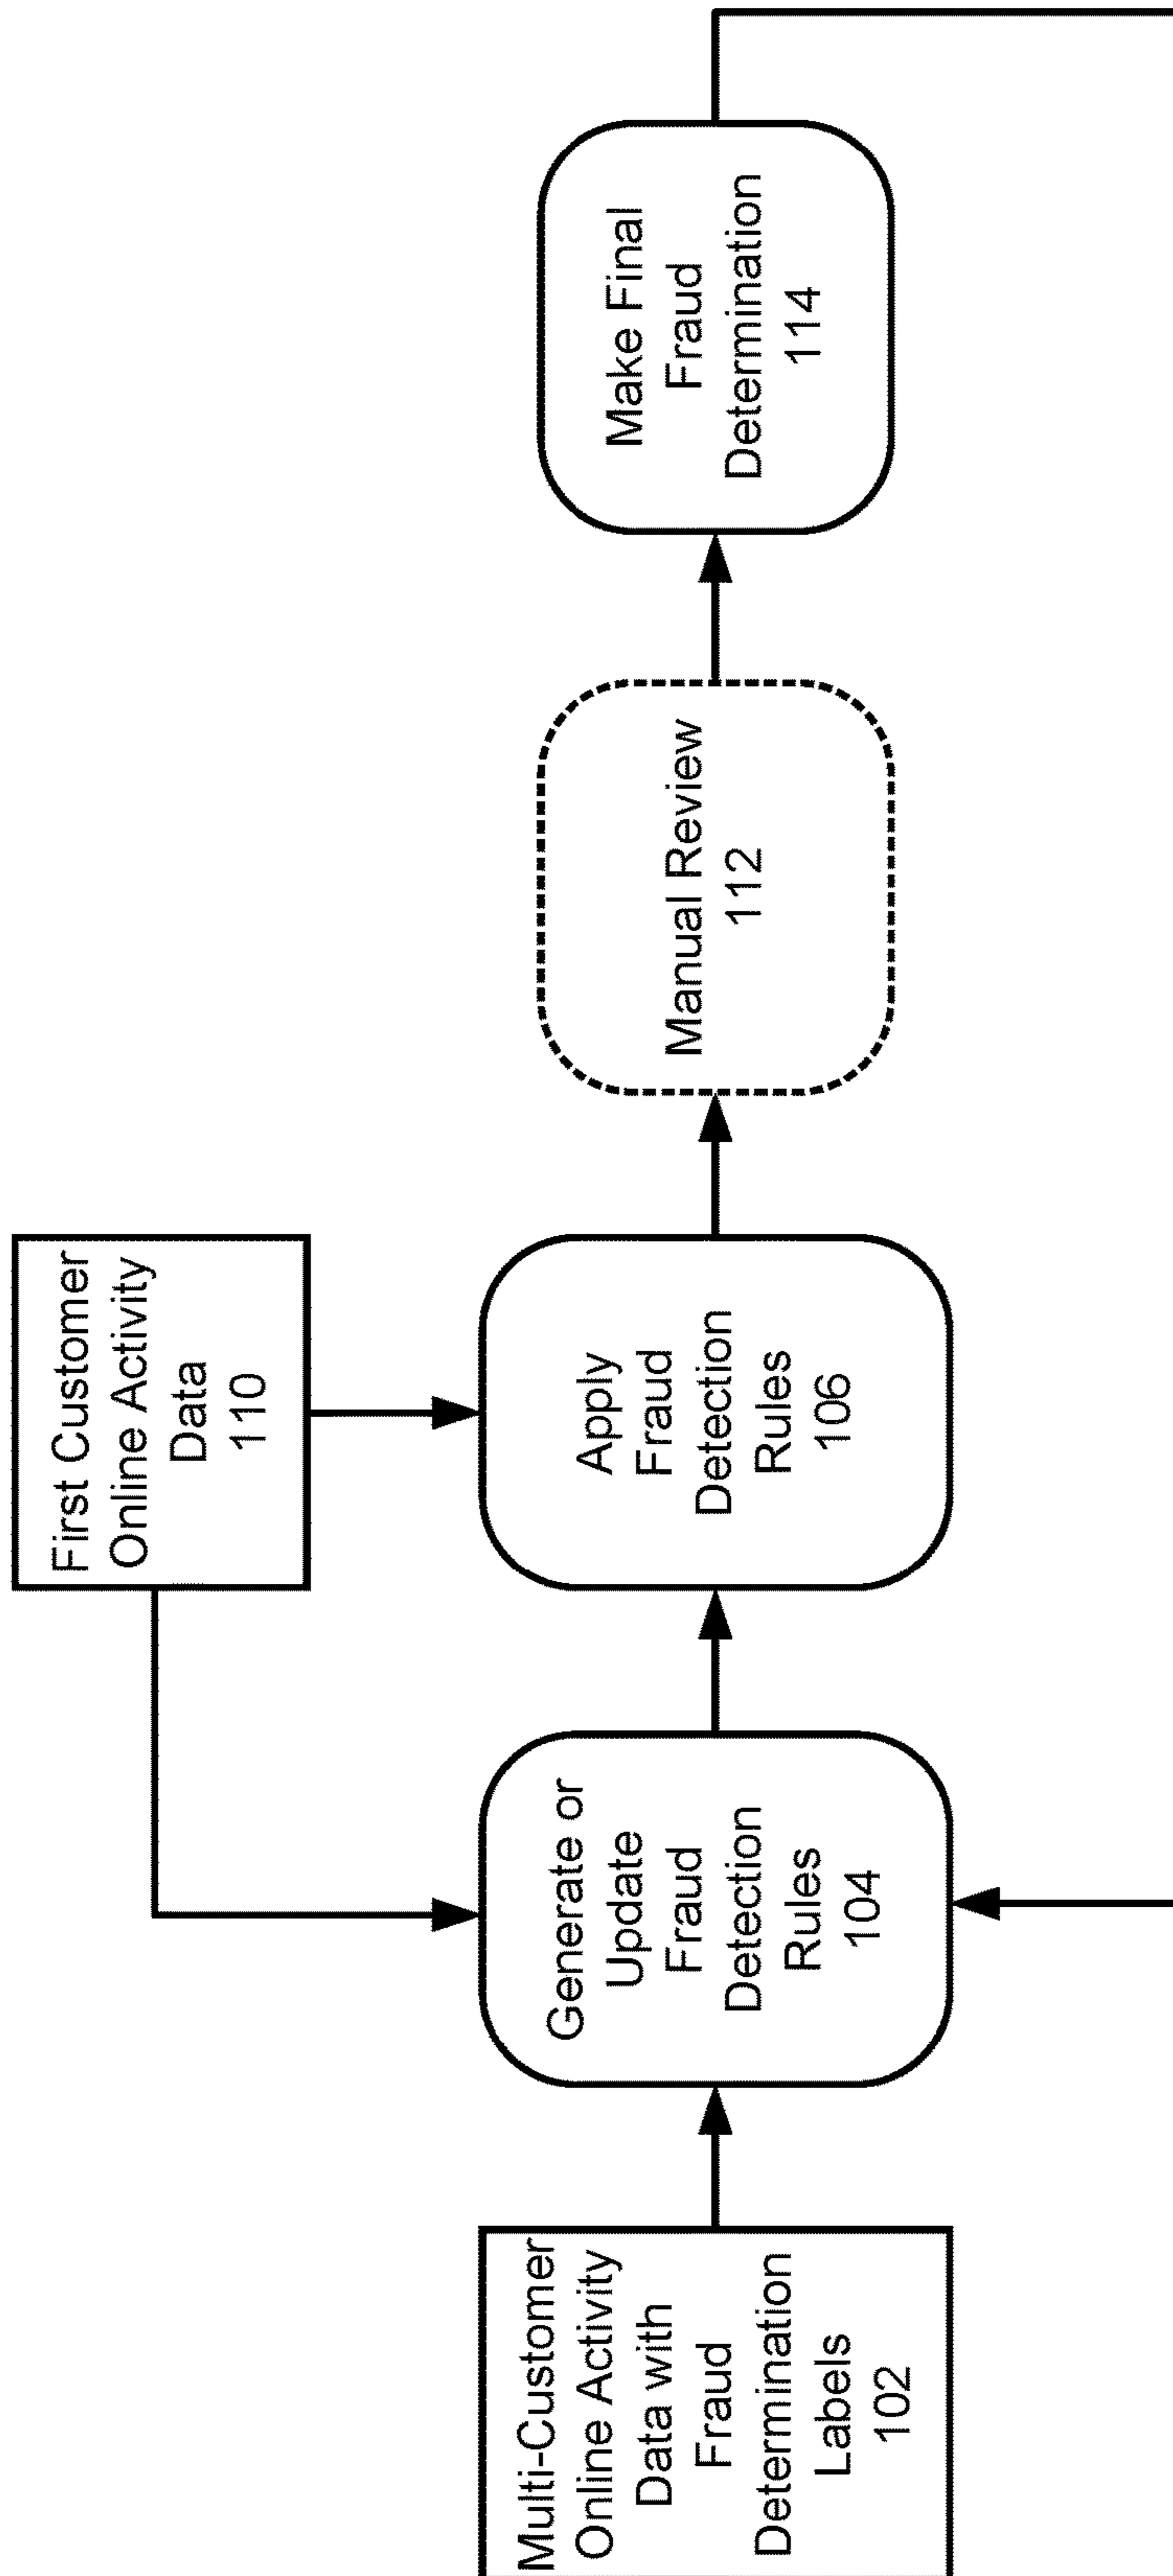 First Customer
Online Activity
Data
110
Multi-Customer
Online Activity
Data with
Fraud
Determination
Labels
102
Generate or
Update
Fraud
Detection
Rules
104
Apply
Fraud
Detection
Rules
106
Manual Review
112
Make Final
Fraud
Determination
114